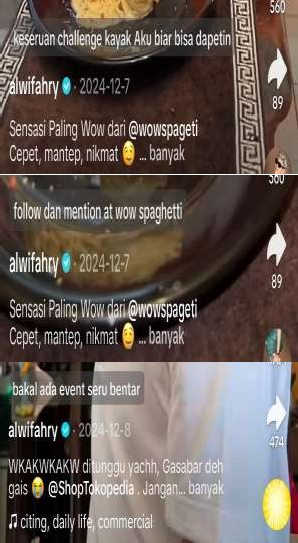 560
keseruan challenge kayak Aku biar bisa dapetin
alwifahry · 2024-12-7
89
Sensasi Paling Wow dari @wowspageti
Cepet, mantep, nikmat 🤤 ... banyak
560
follow dan mention at wow spaghetti
alwifahry · 2024-12-7
89
Sensasi Paling Wow dari @wowspageti
Cepet, mantep, nikmat 🤤 ... banyak
bakal ada event seru bentar
alwifahry · 2024-12-8
474
WKAKWKAKW ditunggu yachh, Gasabar deh
gais 😭 @ShopTokopedia . Jangan... banyak
♫ citing, daily life, commercial